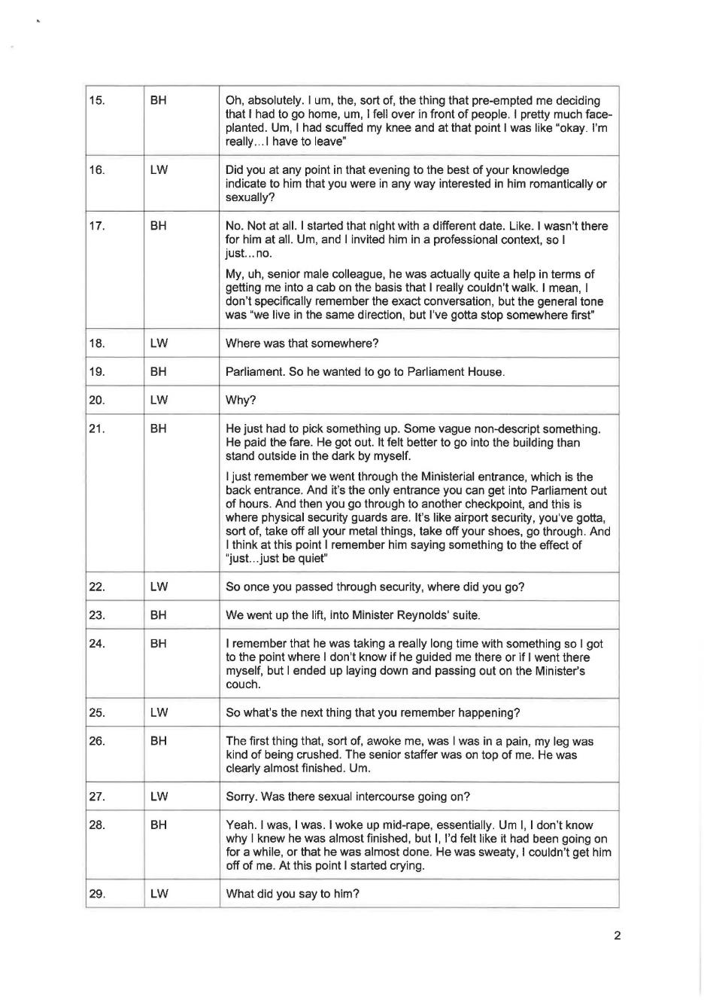 15. BH Oh, absolutely. I um, the, sort of, the thing that pre-empted me deciding
that I had to go home, um, I fell over in front of people. I pretty much face-
planted. Um, I had scuffed my knee and at that point I was like “okay. I'm
really...I have to leave”
16. LW Did you at any point in that evening to the best of your knowledge
indicate to him that you were in any way interested in him romantically or
sexually?
17. BH No. Not at all. I started that night with a different date. Like. I wasn't there
for him at all. Um, and I invited him in a professional context, so I
just...no.
My, uh, senior male colleague, he was actually quite a help in terms of
getting me into a cab on the basis that I really couldn't walk. I mean, I
don't specifically remember the exact conversation, but the general tone
was “we live in the same direction, but I've gotta stop somewhere first”
18. LW Where was that somewhere?
19. BH Parliament. So he wanted to go to Parliament House.
20. LW Why?
21. BH He just had to pick something up. Some vague non-descript something.
He paid the fare. He got out. It felt better to go into the building than
stand outside in the dark by myself.
I just remember we went through the Ministerial entrance, which is the
back entrance. And it's the only entrance you can get into Parliament out
of hours. And then you go through to another checkpoint, and this is
where physical security guards are. It's like airport security, you've gotta,
sort of, take off all your metal things, take off your shoes, go through. And
I think at this point I remember him saying something to the effect of
“just...just be quiet”
22. LW So once you passed through security, where did you go?
23. BH We went up the lift, into Minister Reynolds' suite.
24. BH I remember that he was taking a really long time with something so I got
to the point where I don't know if he guided me there or if I went there
myself, but I ended up laying down and passing out on the Minister's
couch.
25. LW So what's the next thing that you remember happening?
26. BH The first thing that, sort of, awoke me, was I was in a pain, my leg was
kind of being crushed. The senior staffer was on top of me. He was
clearly almost finished. Um.
27. LW Sorry. Was there sexual intercourse going on?
28. BH Yeah. I was, I was. I woke up mid-rape, essentially. Um I, I don't know
why I knew he was almost finished, but I, I'd felt like it had been going on
for a while, or that he was almost done. He was sweaty, I couldn't get him
off of me. At this point I started crying.
29. LW What did you say to him?
2